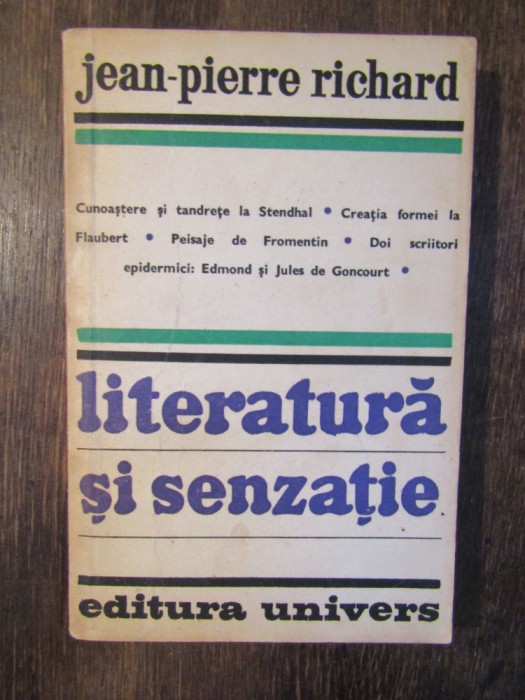 jean-pierre richard
Cunoaștere și tandrețe la Stendhal • Creația formei la
Flaubert • Peisaje de Fromentin • Doi scriitori
epidermici: Edmond și Jules de Goncourt •
literatură
și senzație
editura univers